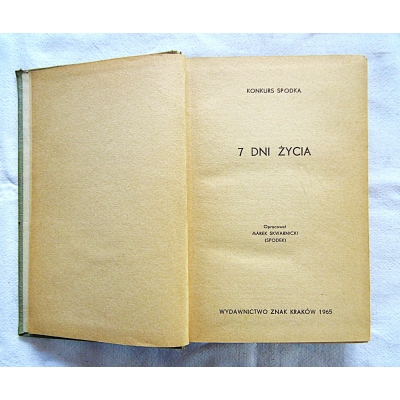 KONKURS SPODKA
7 DNI ŻYCIA
Opracował
MAREK SKWARNICKI
(SPODEK)
WYDAWNICTWO ZNAK KRAKÓW 1965